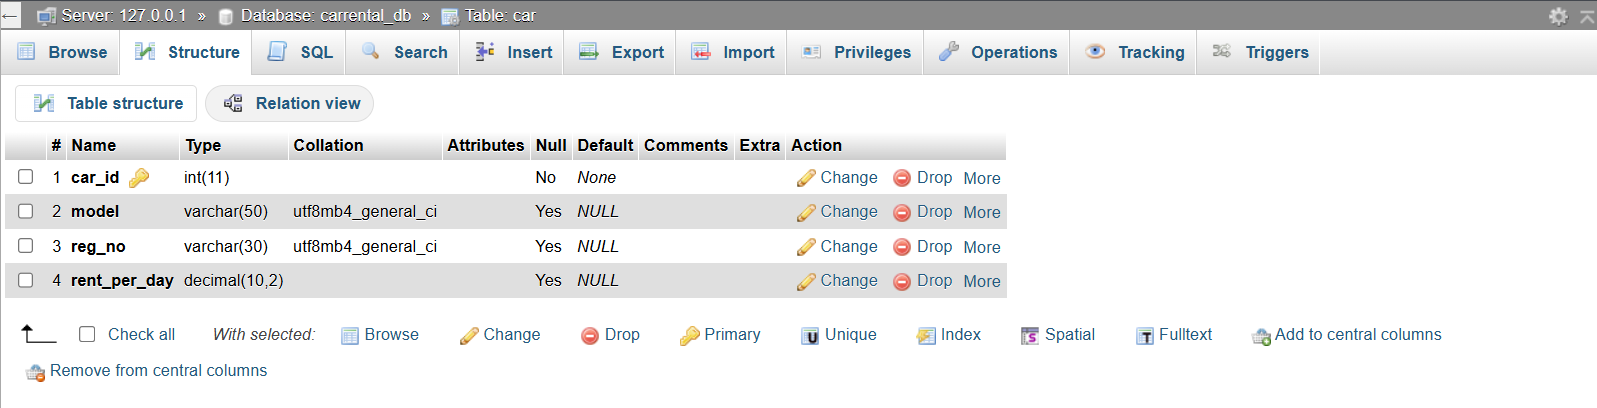 Server: 127.0.0.1 » Database: carrental_db » Table: car
Browse Structure SQL Search Insert Export Import Privileges Operations Tracking Triggers
Table structure Relation view
# Name Type Collation Attributes Null Default Comments Extra Action
1 car_id int(11) No None Change Drop More
2 model varchar(50) utf8mb4_general_ci Yes NULL Change Drop More
3 reg_no varchar(30) utf8mb4_general_ci Yes NULL Change Drop More
4 rent_per_day decimal(10,2) Yes NULL Change Drop More
Check all With selected: Browse Change Drop Primary Unique Index Spatial Fulltext Add to central columns
Remove from central columns